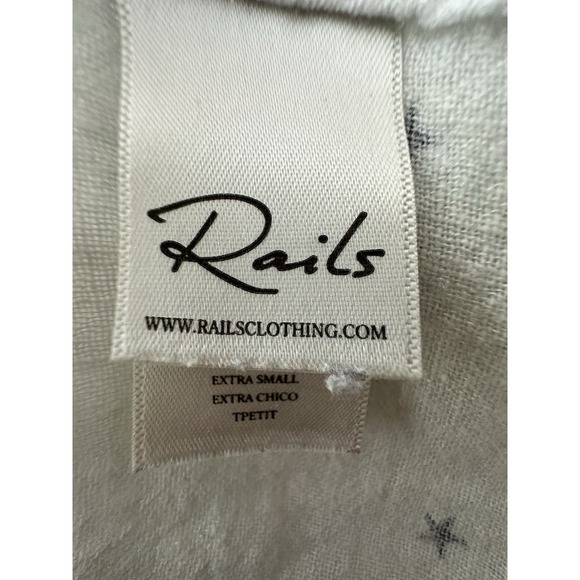 Rails
WWW.RAILSCLOTHING.COM
EXTRA SMALL
EXTRA CHICO
TPETIT